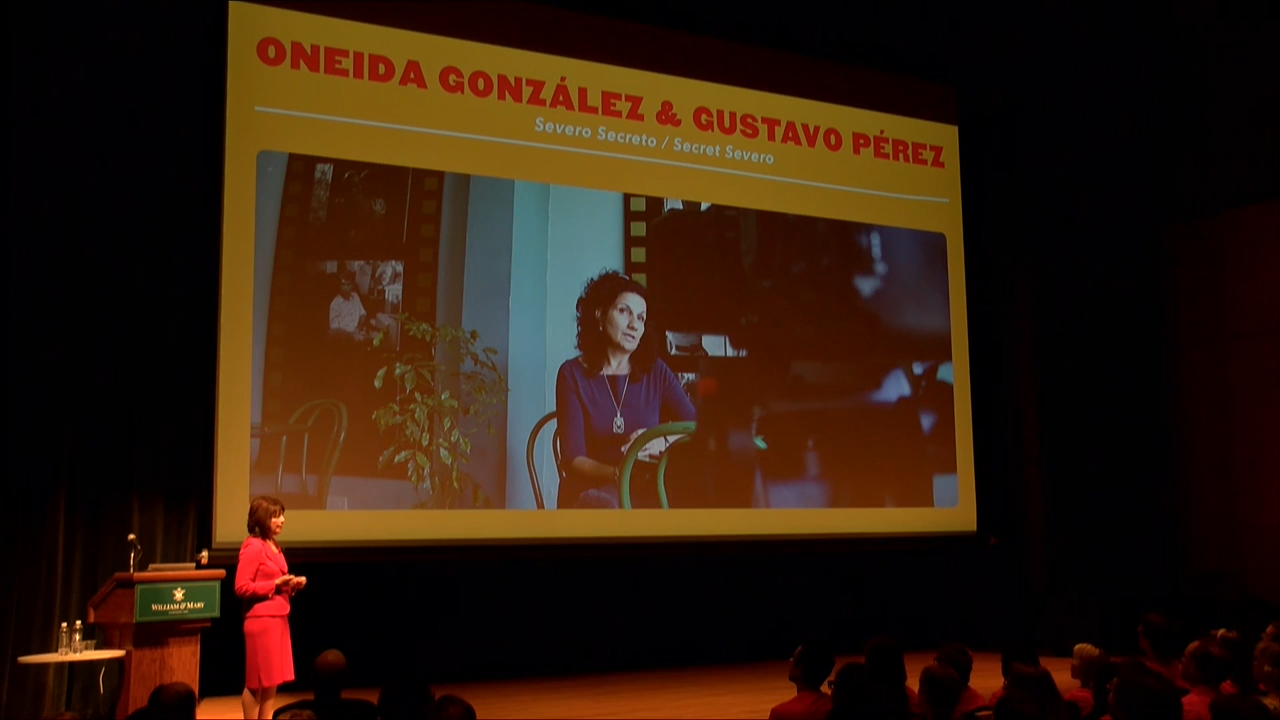 ONEIDA GONZÁLEZ & GUSTAVO PÉREZ
Severo Secreto / Secret Severo
WILLIAM & MARY